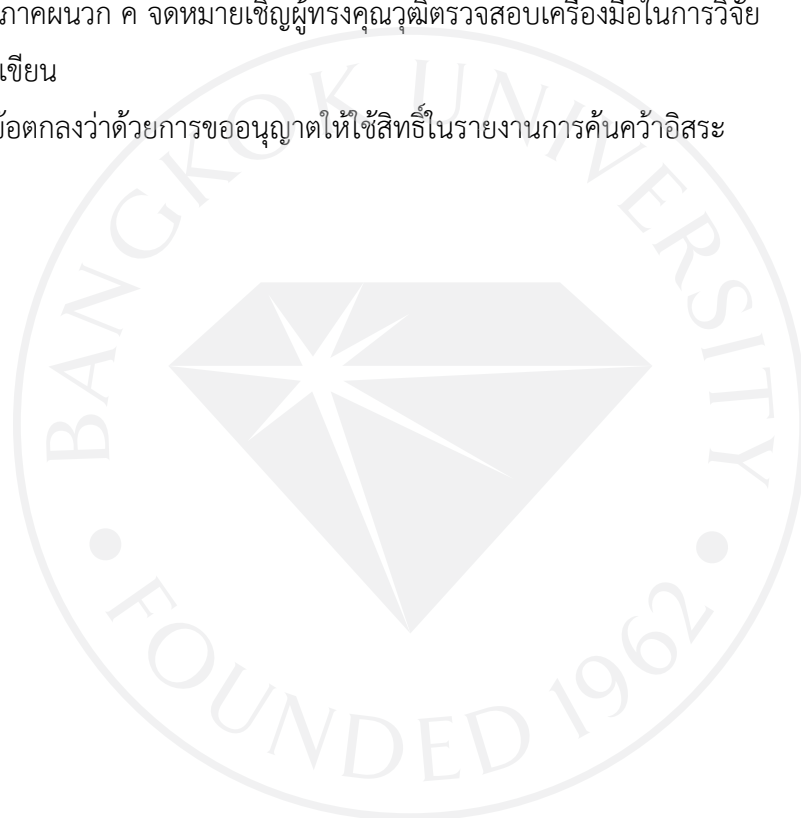 ภาคผนวก ค จดหมายเชิญผู้ทรงคุณวุฒิตรวจสอบเครื่องมือในการวิจัย
เขียน
ข้อตกลงว่าด้วยการขออนุญาตให้ใช้สิทธิ์ในรายงานการค้นคว้าอิสระ
BANGKOK UNIVERSITY
• FOUNDED 1962 •